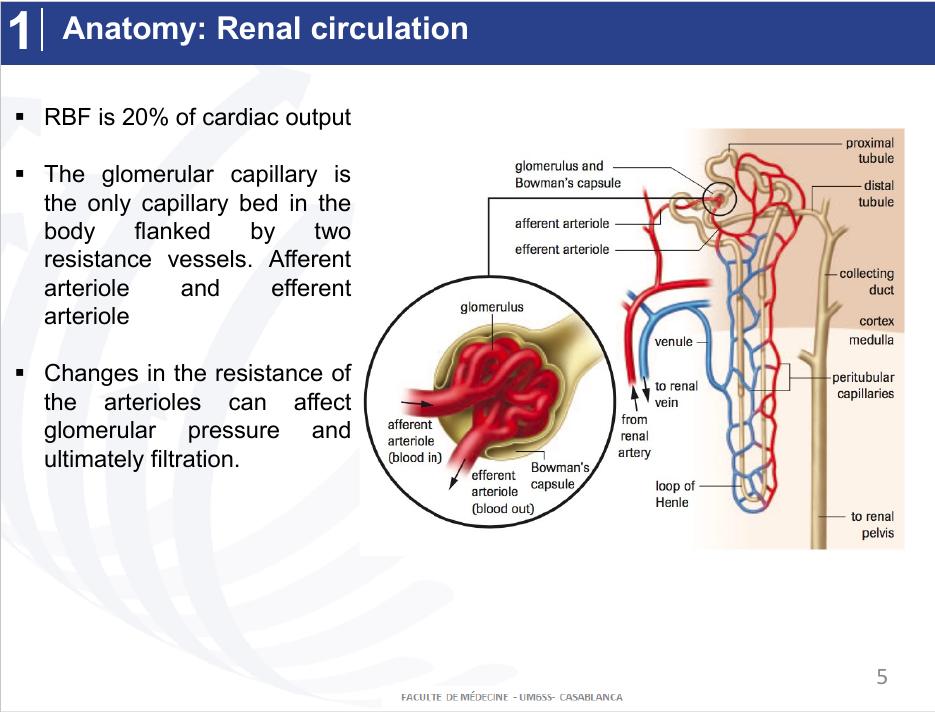 1 Anatomy: Renal circulation
▪ RBF is 20% of cardiac output
▪ The glomerular capillary is
the only capillary bed in the
body flanked by two
resistance vessels. Afferent
arteriole and efferent
arteriole
▪ Changes in the resistance of
the arterioles can affect
glomerular pressure and
ultimately filtration.
glomerulus and
Bowman's capsule
afferent arteriole
efferent arteriole
proximal
tubule
distal
tubule
collecting
duct
cortex
medulla
venule
peritubular
capillaries
to renal
vein
from
renal
artery
loop of
Henle
to renal
pelvis
glomerulus
afferent
arteriole
(blood in)
efferent
arteriole
(blood out)
Bowman's
capsule
5
FACULTE DE MÉDECINE - UM6SS- CASABLANCA